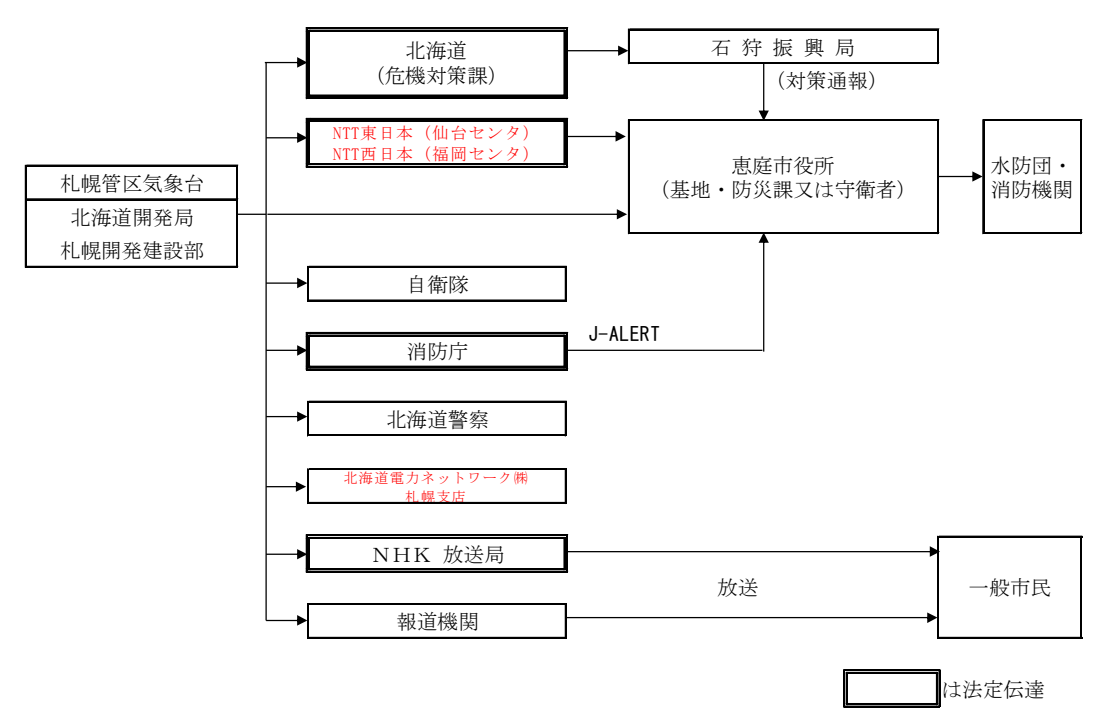 北海道
(危機対策課)
石 狩 振 興 局
(対策通報)
NTT東日本 (仙台センタ)
NTT西日本 (福岡センタ)
恵庭市役所
(基地・防災課又は守衛者)
水防団・
消防機関
札幌管区気象台
北海道開発局
札幌開発建設部
自衛隊
J-ALERT
消防庁
北海道警察
北海道電力ネットワーク㈱
札幌支店
NHK 放送局
放送
一般市民
報道機関
は法定伝達